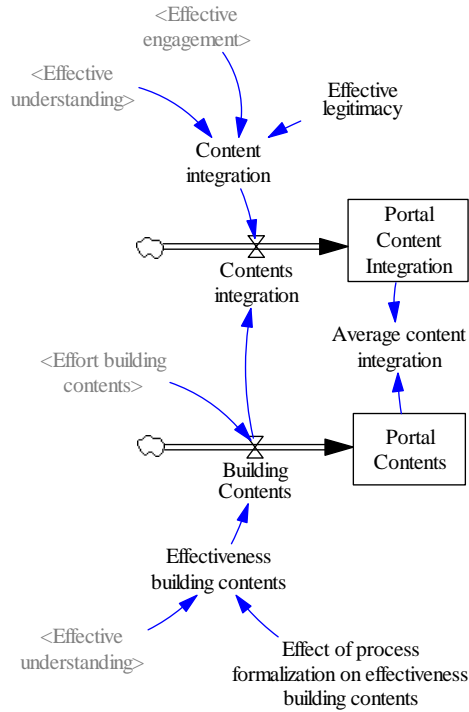 <Effective
engagement>
<Effective
understanding>
Effective
legitimacy
Content
integration
Portal
Content
Integration
Contents
integration
Average content
integration
<Effort building
contents>
Portal
Contents
Building
Contents
Effectiveness
building contents
<Effective
understanding>
Effect of process
formalization on effectiveness
building contents